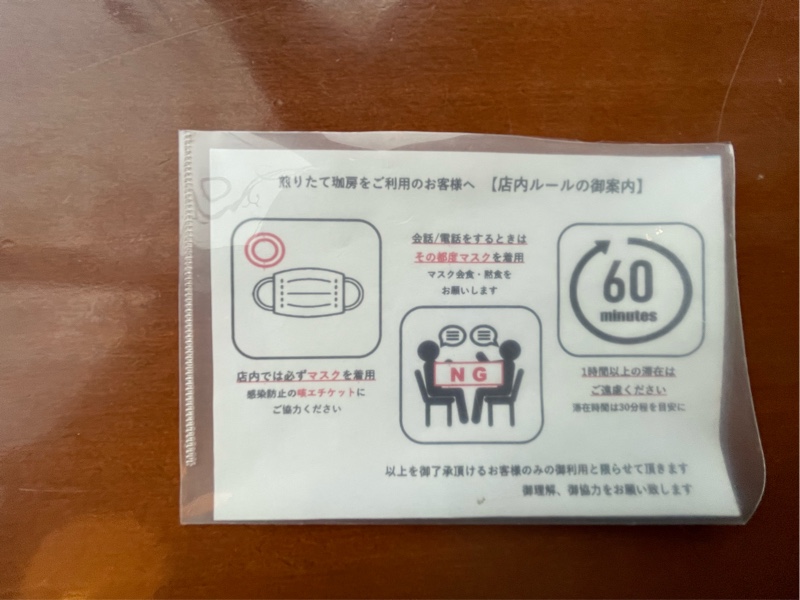 煎りたて珈房をご利用のお客様へ 【店内ルールの御案内】
店内では必ずマスクを着用
感染防止の咳エチケットに
ご協力ください
会話/電話をするときは
その都度マスクを着用
マスク会食・黙食を
お願いします
NG
60
minutes
1時間以上の滞在は
ご遠慮ください
滞在時間は30分程を目安に
以上を御了承頂けるお客様のみの御利用と限らせて頂きます
御理解、御協力をお願い致します